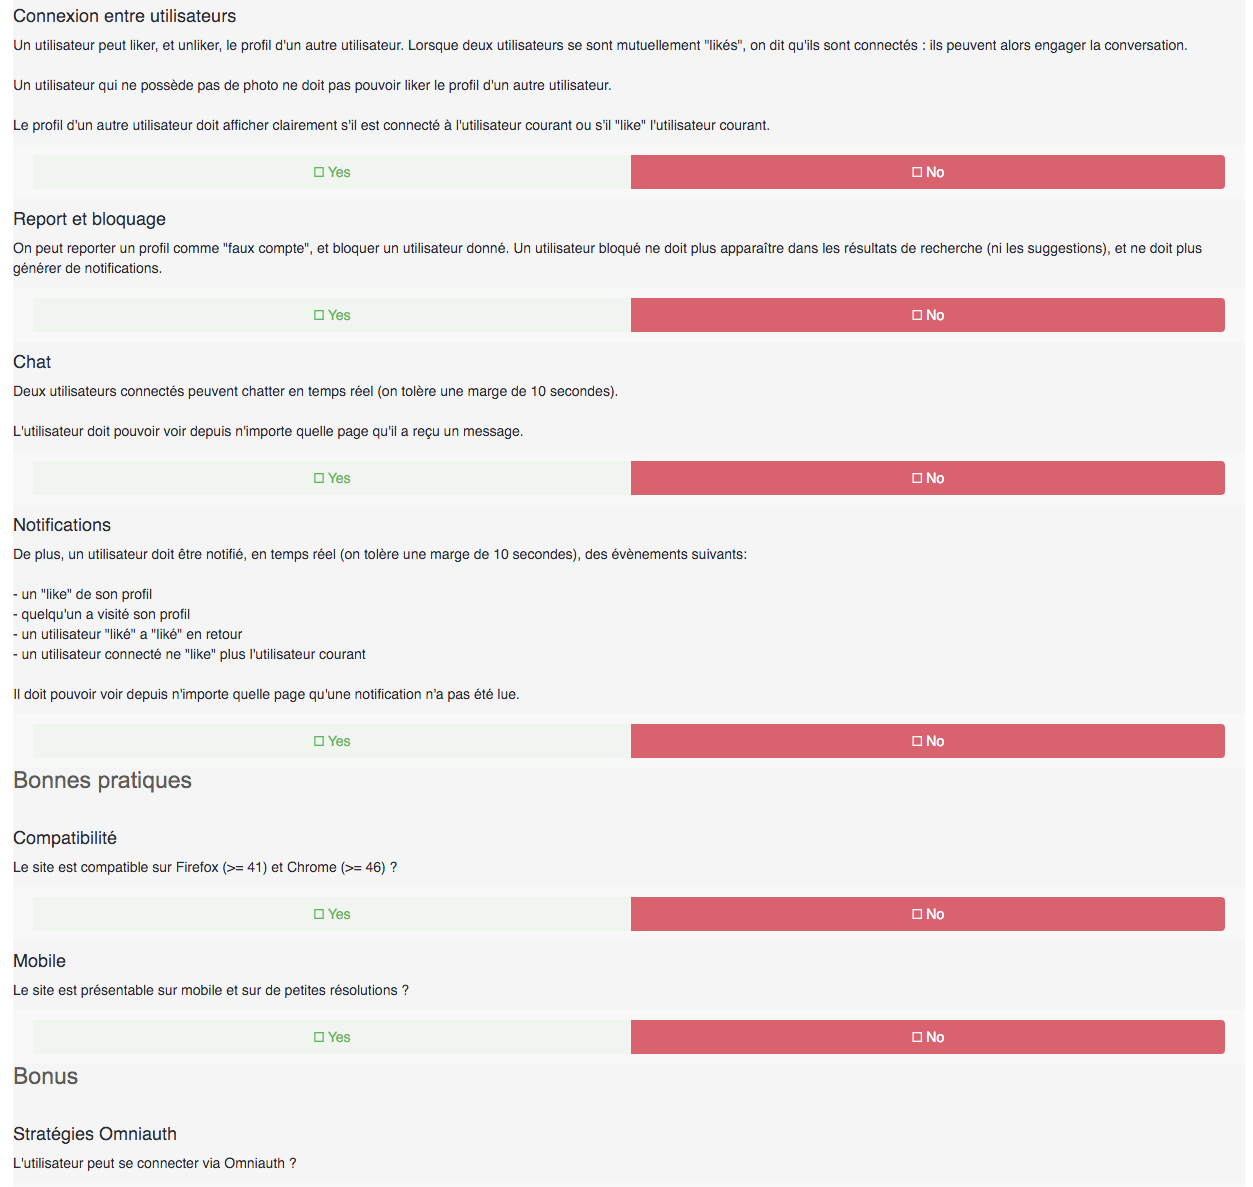 Connexion entre utilisateurs
Un utilisateur peut liker, et unliker, le profil d'un autre utilisateur. Lorsque deux utilisateurs se sont mutuellement "likés", on dit qu'ils sont connectés : ils peuvent alors engager la conversation.
Un utilisateur qui ne possède pas de photo ne doit pas pouvoir liker le profil d'un autre utilisateur.
Le profil d'un autre utilisateur doit afficher clairement s'il est connecté à l'utilisateur courant ou s'il "like" l'utilisateur courant.
Yes No
Report et bloquage
On peut reporter un profil comme "faux compte", et bloquer un utilisateur donné. Un utilisateur bloqué ne doit plus apparaître dans les résultats de recherche (ni les suggestions), et ne doit plus
générer de notifications.
Yes No
Chat
Deux utilisateurs connectés peuvent chatter en temps réel (on tolère une marge de 10 secondes).
L'utilisateur doit pouvoir voir depuis n'importe quelle page qu'il a reçu un message.
Yes No
Notifications
De plus, un utilisateur doit être notifié, en temps réel (on tolère une marge de 10 secondes), des évènements suivants:
- un "like" de son profil
- quelqu'un a visité son profil
- un utilisateur "liké" a "liké" en retour
- un utilisateur connecté ne "like" plus l'utilisateur courant
Il doit pouvoir voir depuis n'importe quelle page qu'une notification n'a pas été lue.
Yes No
Bonnes pratiques
Compatibilité
Le site est compatible sur Firefox (>= 41) et Chrome (>= 46) ?
Yes No
Mobile
Le site est présentable sur mobile et sur de petites résolutions ?
Yes No
Bonus
Stratégies Omniauth
L'utilisateur peut se connecter via Omniauth ?